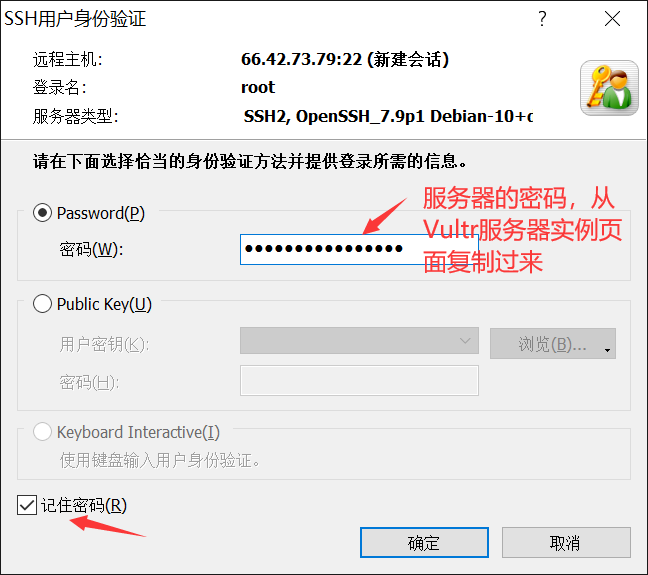 SSH用户身份验证
远程主机: 66.42.73.79:22 (新建会话)
登录名: root
服务器类型: SSH2, OpenSSH_7.9p1 Debian-10+c
请在下面选择恰当的身份验证方法并提供登录所需的信息。
Password(P)
密码(W): ●●●●●●●●●●●●●●●●
服务器的密码，从
Vultr服务器实例页
面复制过来
Public Key(U)
用户密钥(K): 浏览(B)...
密码(H):
Keyboard Interactive(I)
使用键盘输入用户身份验证。
记住密码(R)
确定 取消